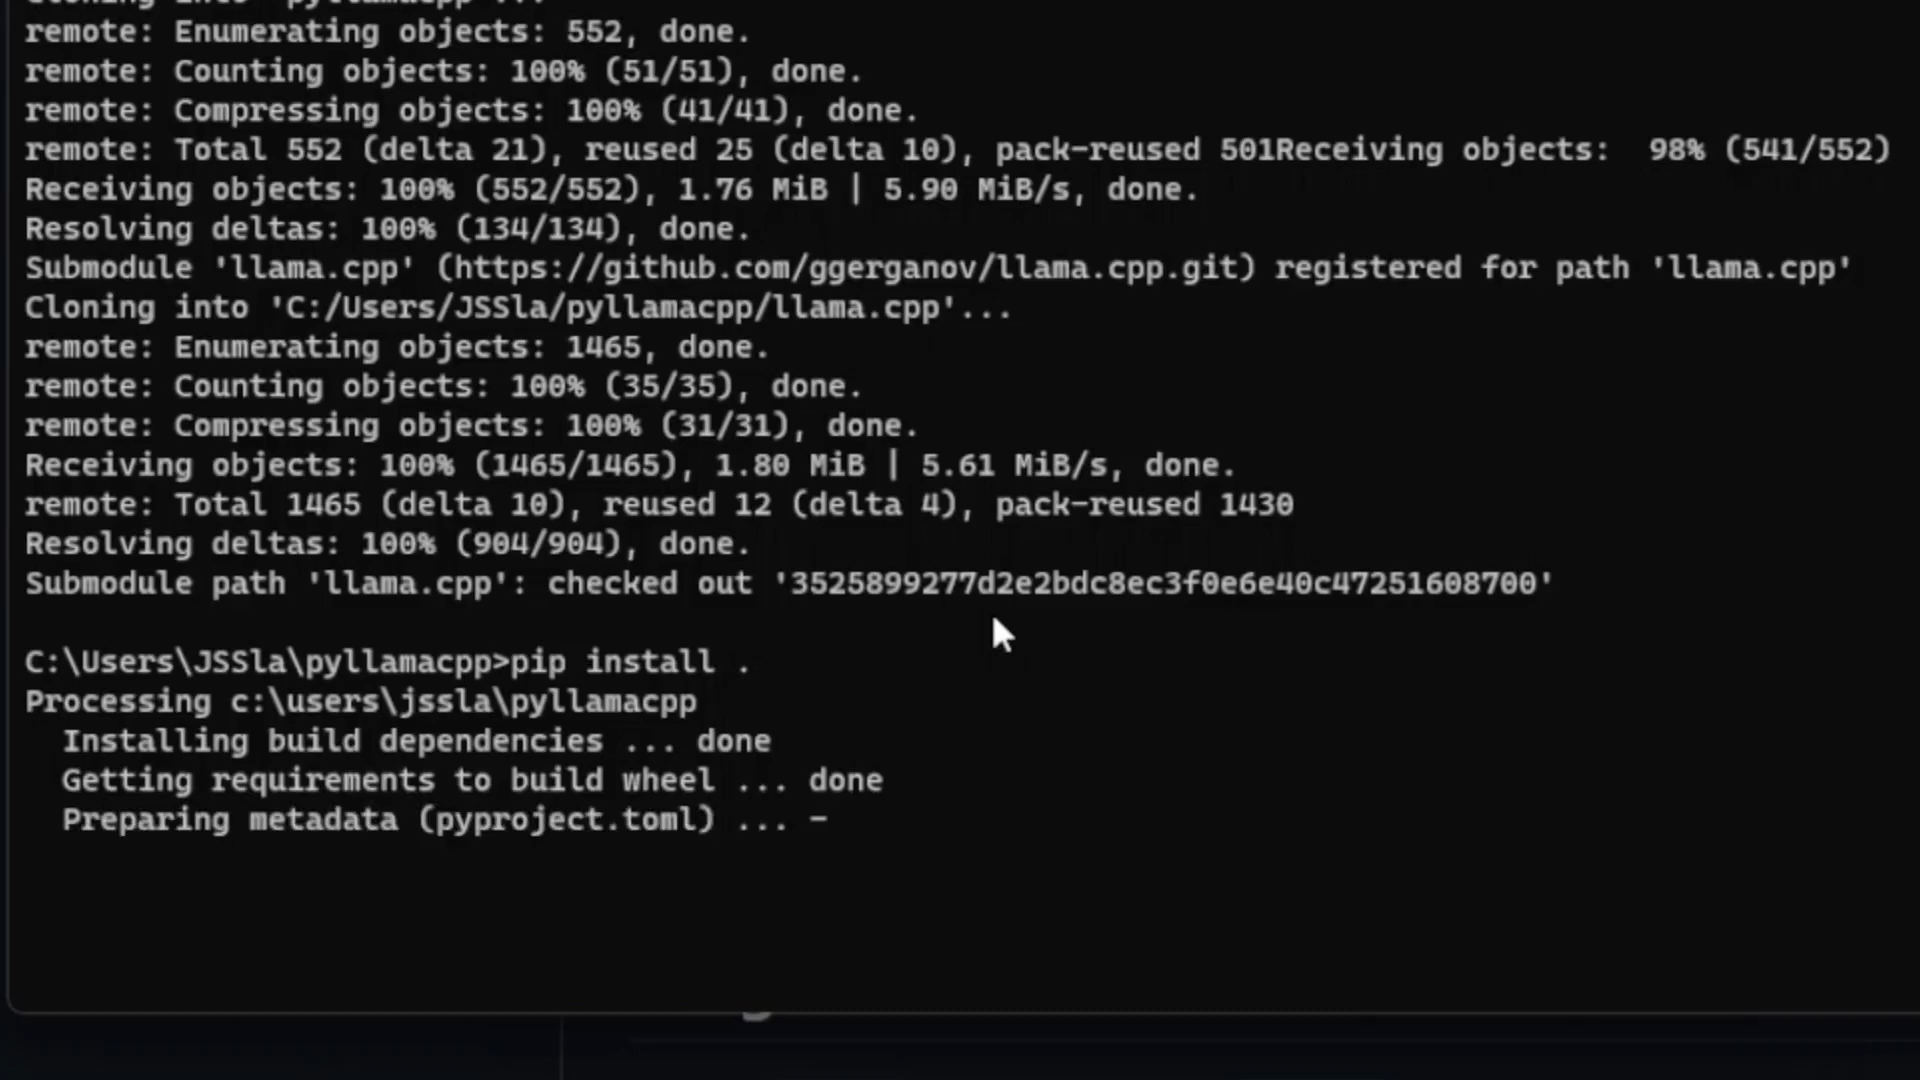 Cloning into 'pyllamacpp'...
remote: Enumerating objects: 552, done.
remote: Counting objects: 100% (51/51), done.
remote: Compressing objects: 100% (41/41), done.
remote: Total 552 (delta 21), reused 25 (delta 10), pack-reused 501Receiving objects:  98% (541/552)
Receiving objects: 100% (552/552), 1.76 MiB | 5.90 MiB/s, done.
Resolving deltas: 100% (134/134), done.
Submodule 'llama.cpp' (https://github.com/ggerganov/llama.cpp.git) registered for path 'llama.cpp'
Cloning into 'C:/Users/JSSla/pyllamacpp/llama.cpp'...
remote: Enumerating objects: 1465, done.
remote: Counting objects: 100% (35/35), done.
remote: Compressing objects: 100% (31/31), done.
Receiving objects: 100% (1465/1465), 1.80 MiB | 5.61 MiB/s, done.
remote: Total 1465 (delta 10), reused 12 (delta 4), pack-reused 1430
Resolving deltas: 100% (904/904), done.
Submodule path 'llama.cpp': checked out '3525899277d2e2bdc8ec3f0e6e40c47251608700'
C:\Users\JSSla\pyllamacpp>pip install .
Processing c:\users\jssla\pyllamacpp
Installing build dependencies ... done
Getting requirements to build wheel ... done
Preparing metadata (pyproject.toml) ... -